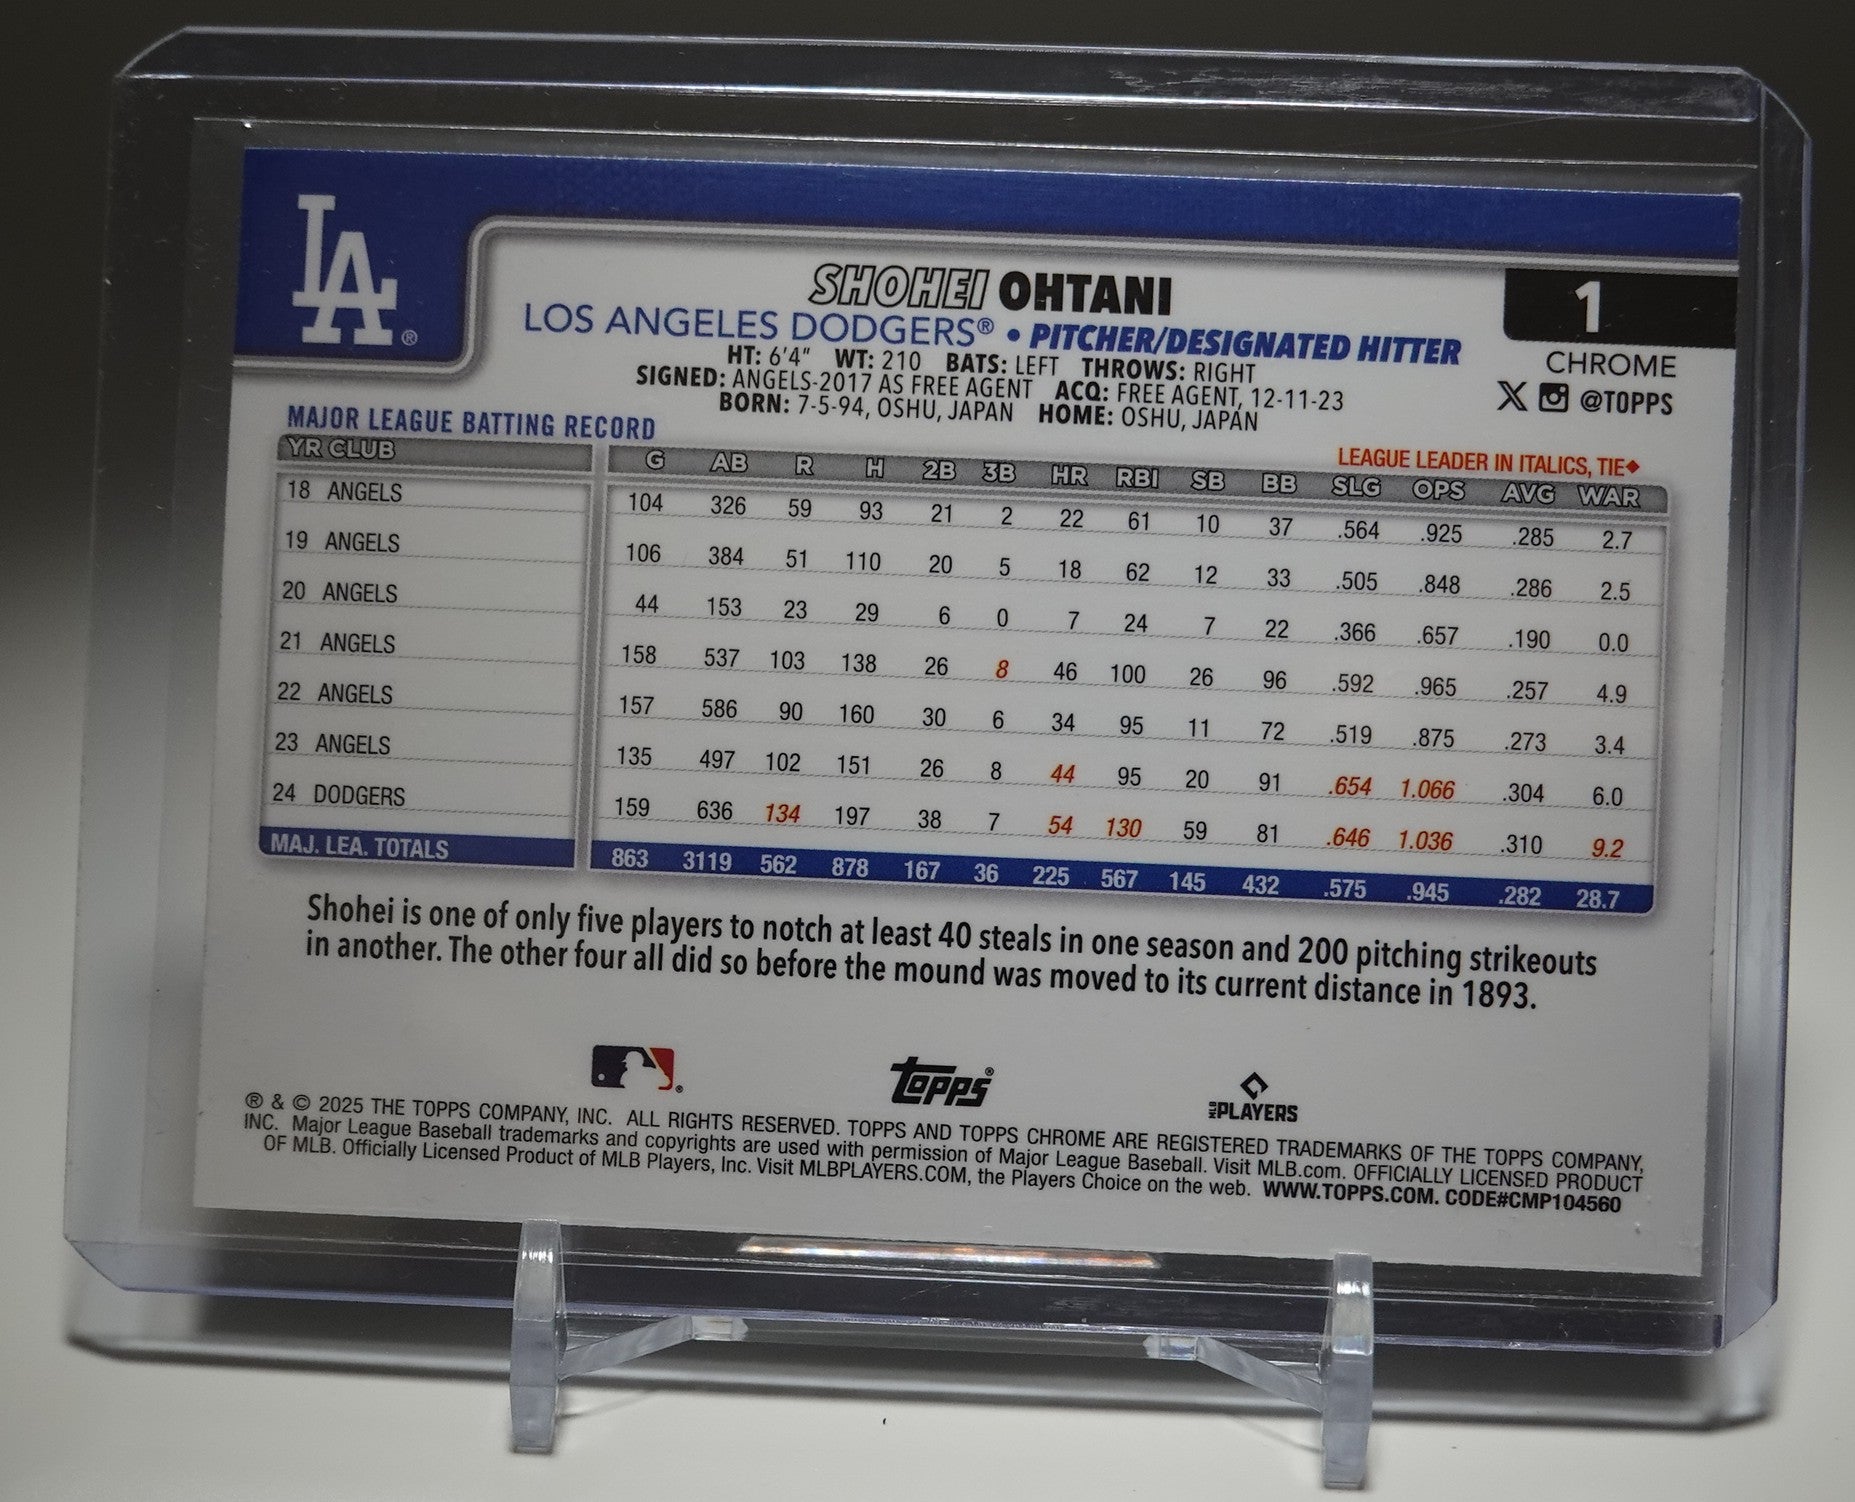 LA®
SHOHEI OHTANI
1
LOS ANGELES DODGERS® • PITCHER/DESIGNATED HITTER
CHROME
HT: 6'4" WT: 210 BATS: LEFT THROWS: RIGHT
SIGNED: ANGELS-2017 AS FREE AGENT ACQ: FREE AGENT, 12-11-23
BORN: 7-5-94, OSHU, JAPAN HOME: OSHU, JAPAN
X @TOPPS
MAJOR LEAGUE BATTING RECORD
LEAGUE LEADER IN ITALICS, TIE◆
YR CLUB G AB R H 2B 3B HR RBI SB BB SLG OPS AVG WAR
18 ANGELS 104 326 59 93 21 2 22 61 10 37 .564 .925 .285 2.7
19 ANGELS 106 384 51 110 20 5 18 62 12 33 .505 .848 .286 2.5
20 ANGELS 44 153 23 29 6 0 7 24 7 22 .366 .657 .190 0.0
21 ANGELS 158 537 103 138 26 8 46 100 26 96 .592 .965 .257 4.9
22 ANGELS 157 586 90 160 30 6 34 95 11 72 .519 .875 .273 3.4
23 ANGELS 135 497 102 151 26 8 44 95 20 91 .654 1.066 .304 6.0
24 DODGERS 159 636 134 197 38 7 54 130 59 81 .646 1.036 .310 9.2
MAJ. LEA. TOTALS 863 3119 562 878 167 36 225 567 145 432 .575 .945 .282 28.7
Shohei is one of only five players to notch at least 40 steals in one season and 200 pitching strikeouts
in another. The other four all did so before the mound was moved to its current distance in 1893.
®
Topps®
MLB PLAYERS
® & © 2025 THE TOPPS COMPANY, INC. ALL RIGHTS RESERVED. TOPPS AND TOPPS CHROME ARE REGISTERED TRADEMARKS OF THE TOPPS COMPANY,
INC. Major League Baseball trademarks and copyrights are used with permission of Major League Baseball. Visit MLB.com. OFFICIALLY LICENSED PRODUCT
OF MLB. Officially Licensed Product of MLB Players, Inc. Visit MLBPLAYERS.COM, the Players Choice on the web. WWW.TOPPS.COM. CODE#CMP104560